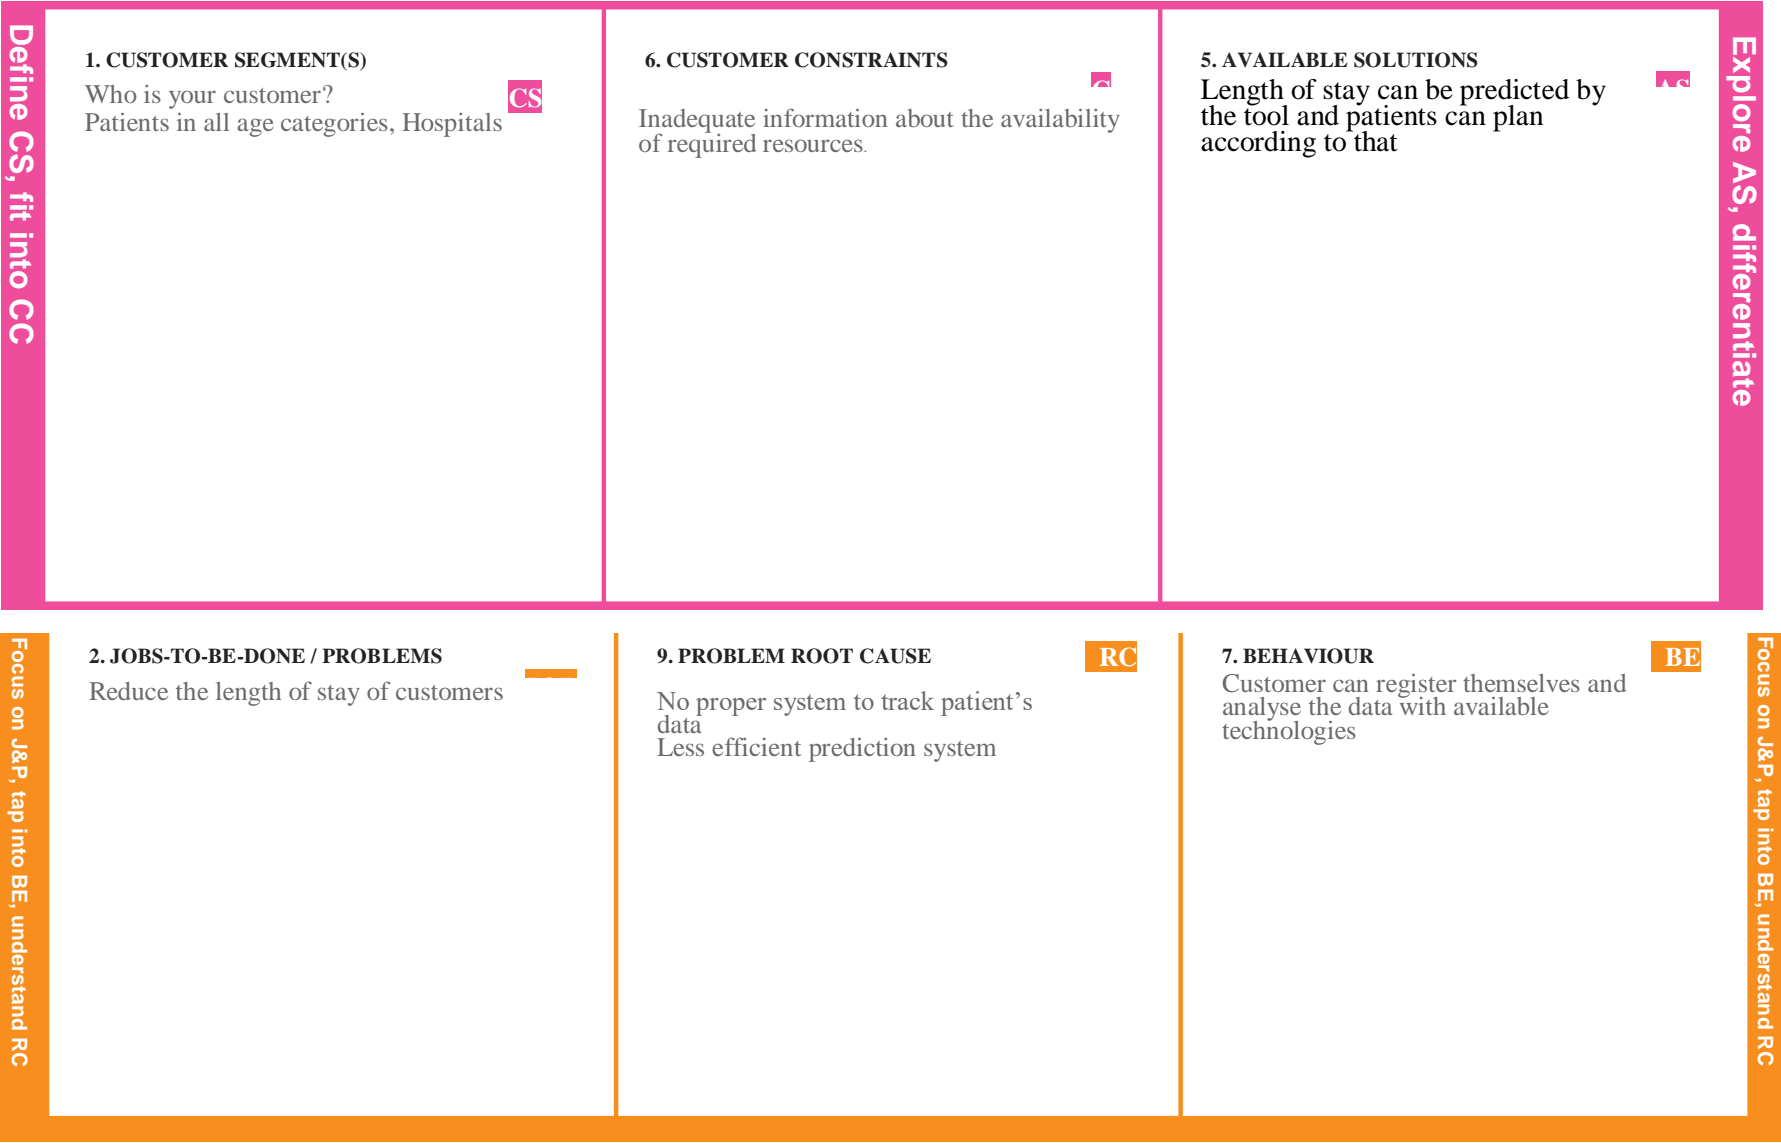 Define CS, fit into CC
1. CUSTOMER SEGMENT(S)
CS
Who is your customer?
Patients in all age categories, Hospitals
6. CUSTOMER CONSTRAINTS
Inadequate information about the availability
of required resources.
5. AVAILABLE SOLUTIONS
AS
Length of stay can be predicted by
the tool and patients can plan
according to that
Explore AS, differentiate
Focus on J&P, tap into BE, understand RC
2. JOBS-TO-BE-DONE / PROBLEMS
Reduce the length of stay of customers
9. PROBLEM ROOT CAUSE
RC
No proper system to track patient’s
data
Less efficient prediction system
7. BEHAVIOUR
BE
Customer can register themselves and
analyse the data with available
technologies
Focus on J&P, tap into BE, understand RC